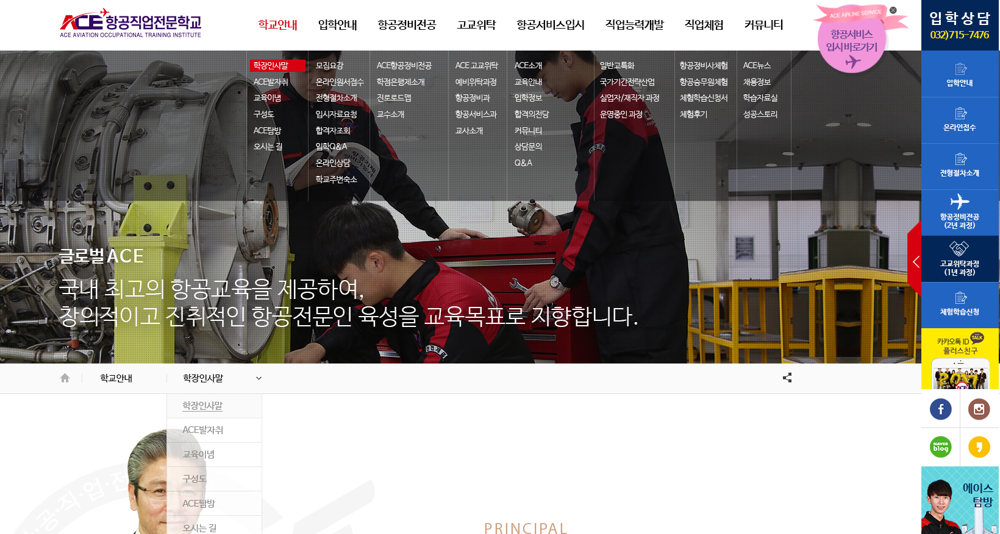 ACE 항공직업전문학교
ACE AVIATION OCCUPATIONAL TRAINING INSTITUTE
학교안내 입학안내 항공정비전공 고교위탁 항공서비스입시 직업능력개발 직업체험 커뮤니티
ACE AIRLINE SERVICE
항공서비스
입시 바로가기
입학상담
032)715-7476
학장인사말
ACE발자취
교육이념
구성도
ACE탐방
오시는 길
모집요강
온라인원서접수
전형절차소개
입시자료요청
합격자조회
입학Q&A
온라인상담
학교주변숙소
ACE항공정비전공
학점은행제소개
진로로드맵
교수소개
ACE 고교위탁
예비위탁과정
항공정비과
항공서비스과
교사소개
ACE소개
교육안내
입학정보
합격의전당
커뮤니티
상담문의
Q&A
일반고특화
국가기간전략산업
실업자/재직자 과정
운영중인 과정
항공정비사체험
항공승무원체험
체험학습신청서
체험후기
ACE뉴스
채용정보
학습자료실
성공스토리
글로벌 ACE
국내 최고의 항공교육을 제공하여,
창의적이고 진취적인 항공전문인 육성을 교육목표로 지향합니다.
입학안내
온라인접수
전형절차소개
항공정비전공
(2년 과정)
고교위탁과정
(1년 과정)
체험학습신청
카카오톡 ID TALK
플러스친구
2017
ACE
NAVER
blog
에이스
탐방
학교안내 학장인사말
학장인사말
ACE발자취
교육이념
구성도
ACE탐방
오시는 길
공·직·업·전
PRINCIPAL